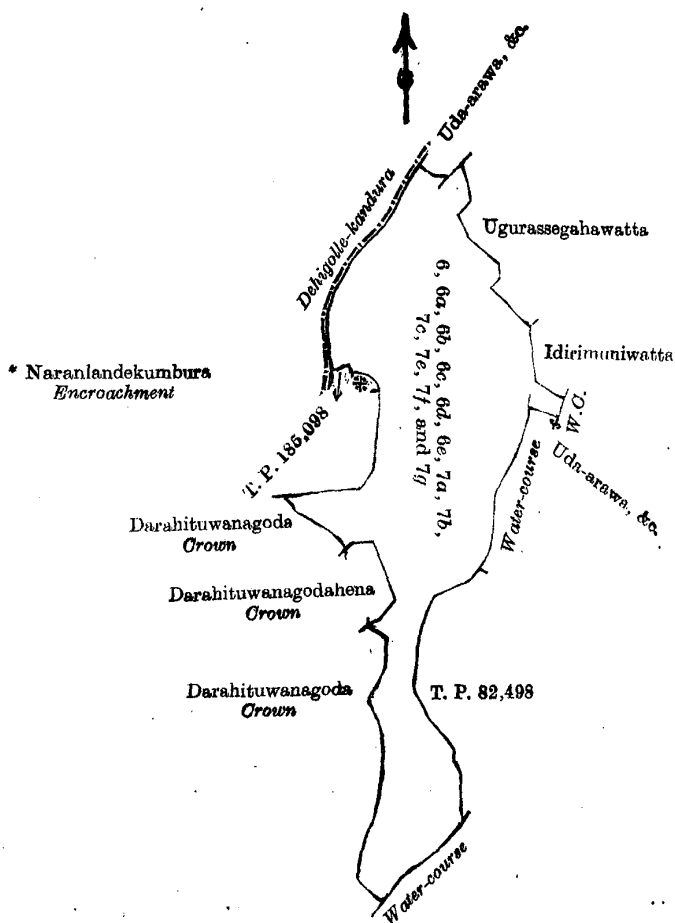 Uda-arawa, &c.
Dehigolle-kandura
Ugurassegahawatta
6, 6a, 6b, 6c, 6d, 6e, 7a, 7b,
7c, 7e, 7f, and 7g
Idirimuniwatta
* Naranlandekumbura
Encroachment
W.C.
&
Uda-arawa, &c.
T. P. 185,098
Water-course
Darahituwanagoda
Crown
Darahituwanagodahena
Crown
Darahituwanagoda
Crown
T. P. 82,498
Water-course